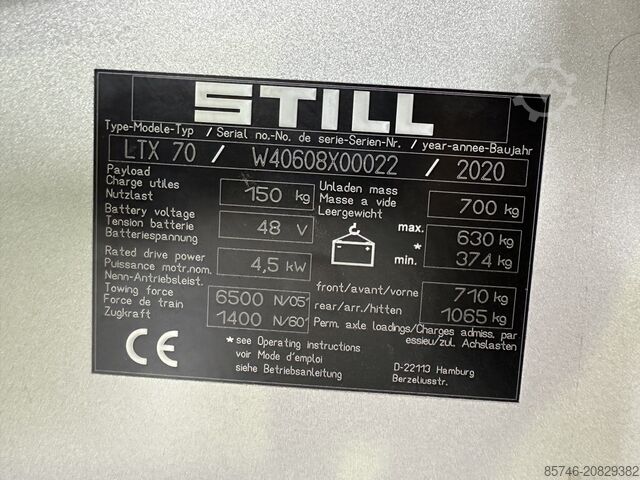 STILL
Type-Modele-Typ / Serial no.-No. de serie-Serien-Nr. / year-annee-Baujahr
LTX 70 / W40608X00022 / 2020
Payload
Charge utiles
Nutzlast
150 kg
Unladen mass
Masse a vide
Leergewicht
700 kg
Battery voltage
Tension batterie
Batteriespannung
48 V
max. 630 kg
*
min. 374 kg
Rated drive power
Puissance motr.nom.
Nenn-Antriebsleist.
4,5 kW
front/avant/vorne 710 kg
rear/arr./hitten 1065 kg
Towing force
Force de train
Zugkraft
6500 N/05'
1400 N/60'
Perm. axle loadings/Charges admiss. par
essieu/zul. Achslasten
CE
* see Operating instructions
voir Mode d'emploi
siehe Betriebsanleitung
D-22113 Hamburg
Berzeliusstr.
85746-20829382